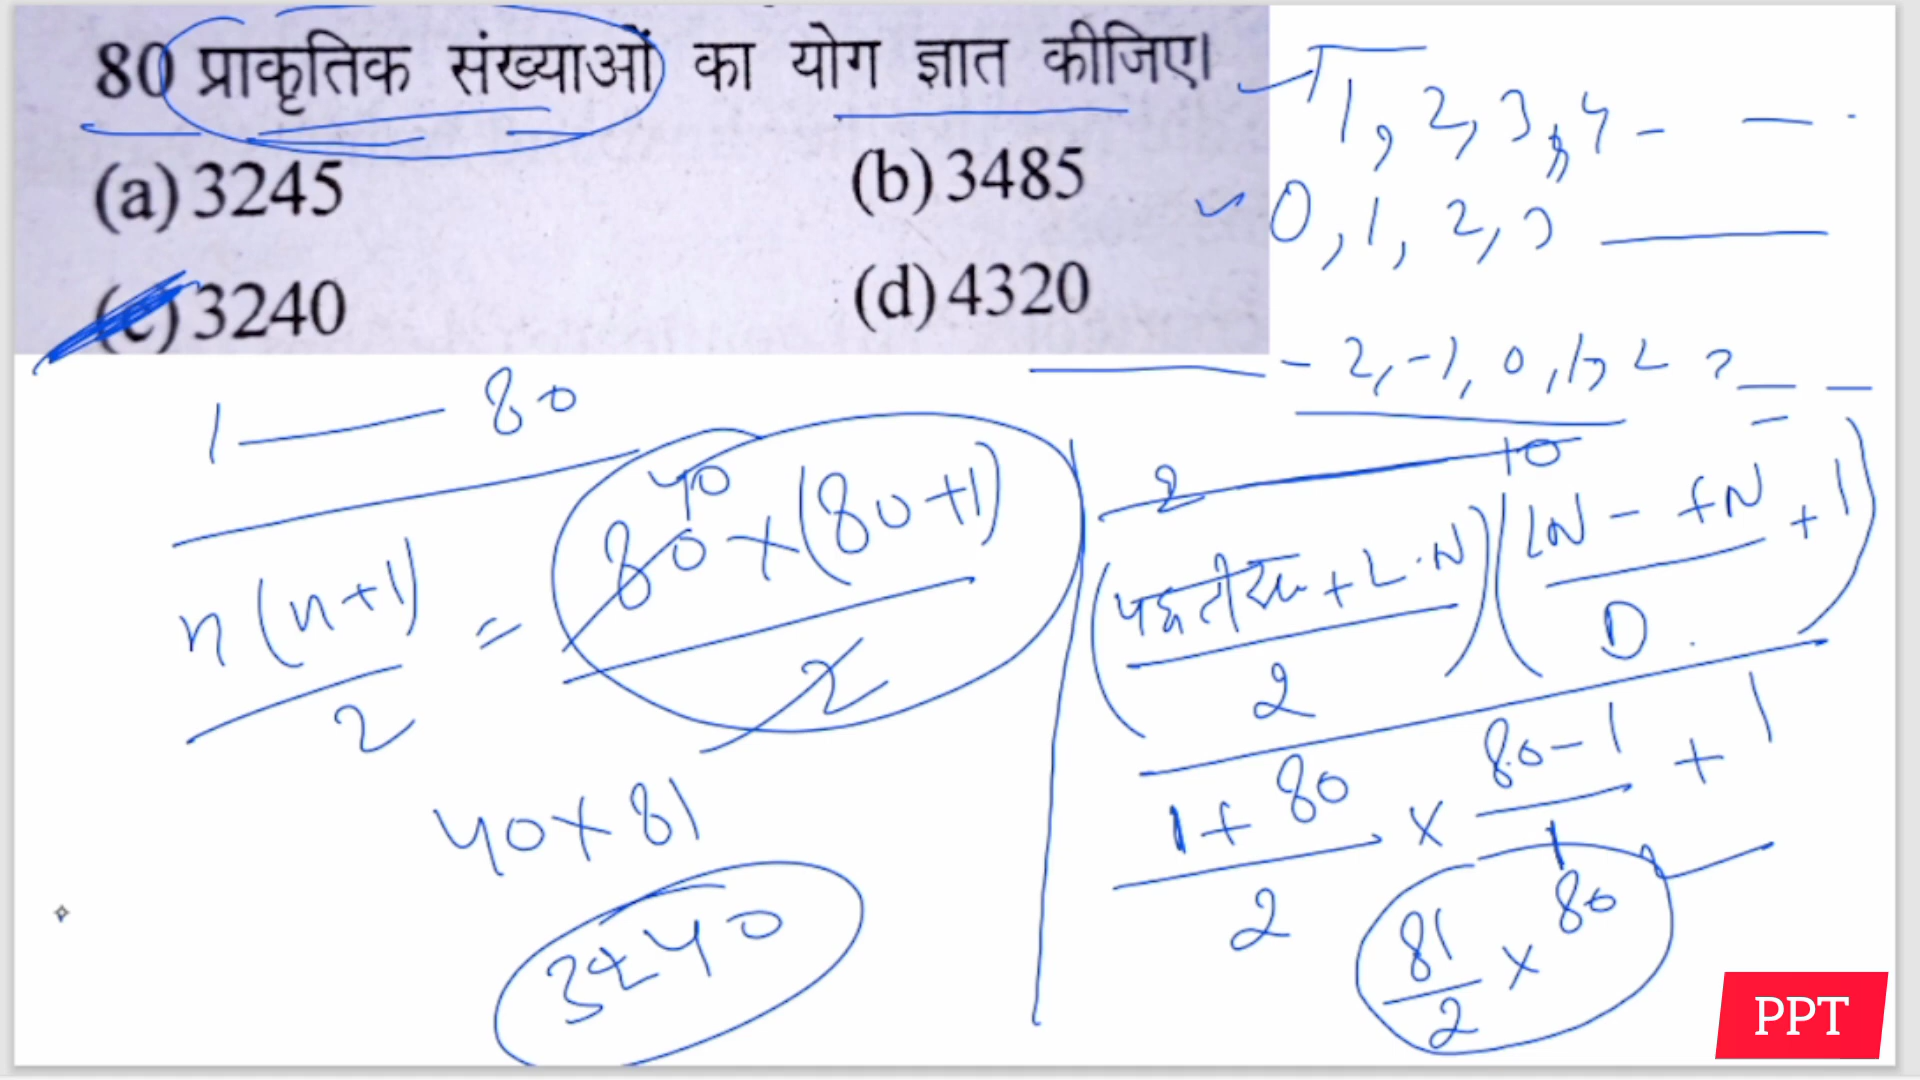 80 प्राकृतिक संख्याओं का योग ज्ञात कीजिए।
(a) 3245 (b) 3485
(c) 3240 (d) 4320
1, 2, 3, 4 - — -
0, 1, 2, 3 ———
——— - 2, -1, 0, 1, 2 3 — —
1 ——— 80
n(n+1)/2 = 80 × (80+1)/2
40
40 × 81
3240
2 10
(+ L.N)/2 (LN - FN/D + 1)
1 + 80/2 × 80 - 1/1 + 1
81/2 × 80
PPT